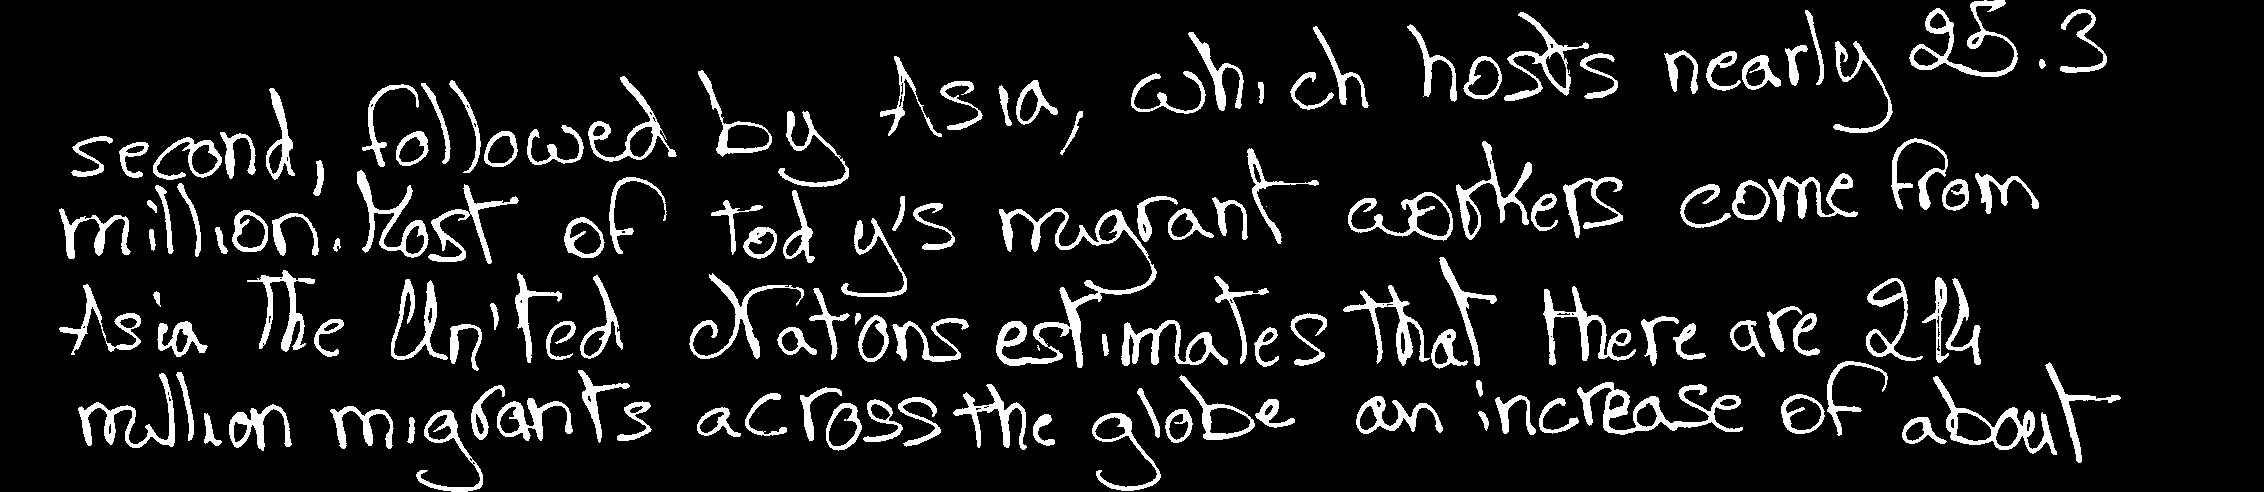 second, followed by Asia, which hosts nearly 25.3
million. Most of tody's migrant workers come from
Asia The United Nations estimates that there are 214
million migrants across the globe an increase of about